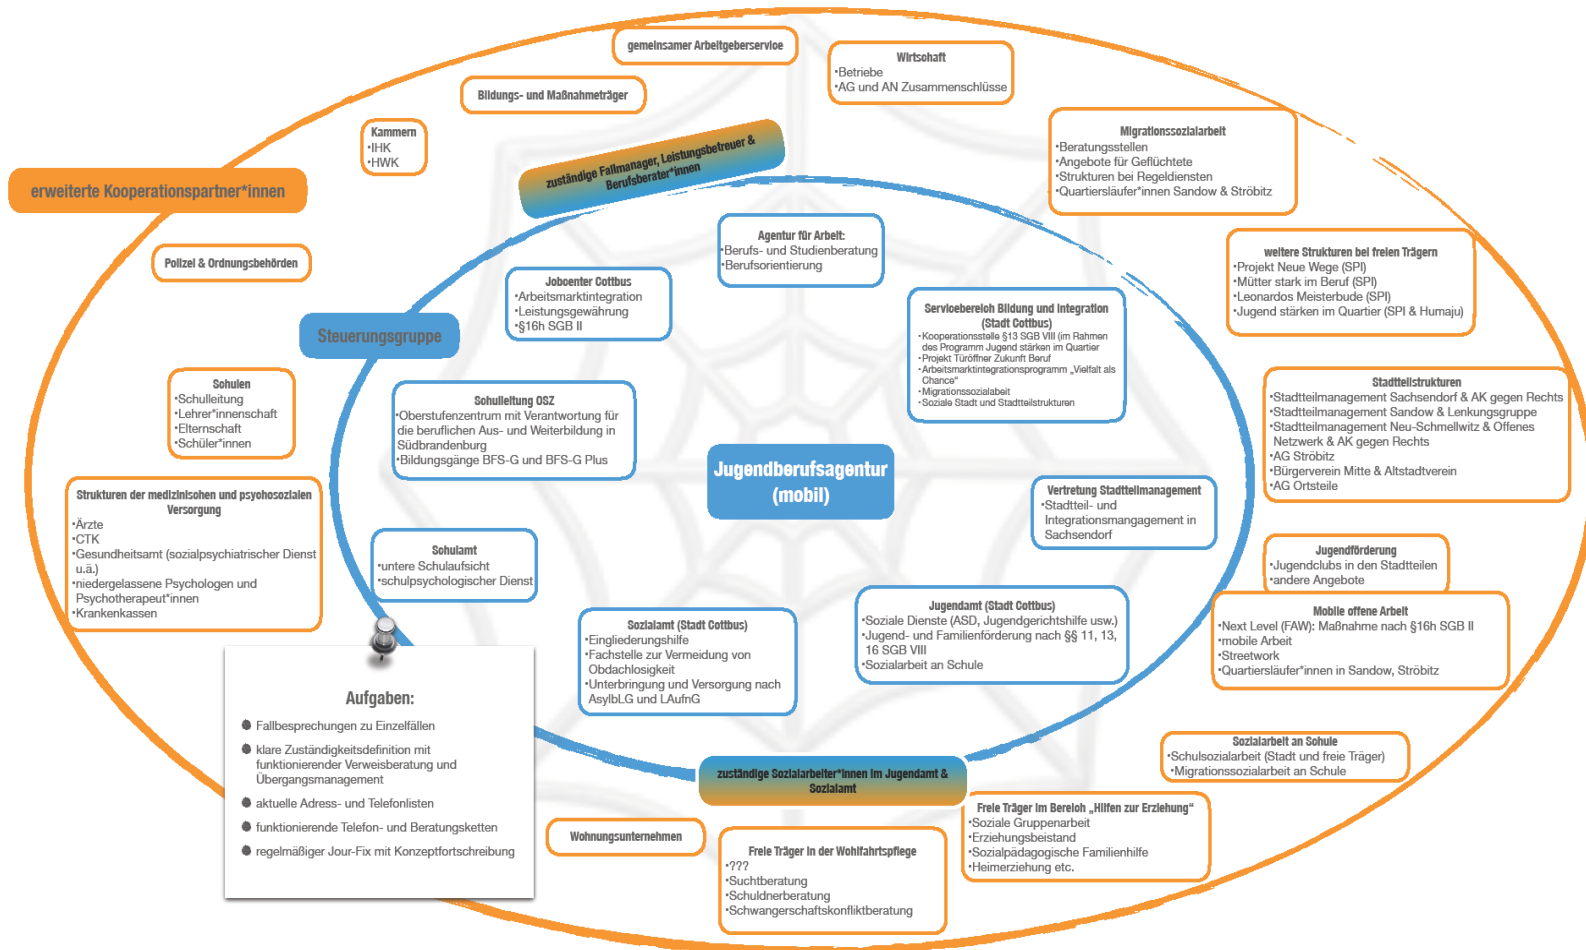 gemeinsamer Arbeitgeberservice
Wirtschaft
•Betriebe
•AG und AN Zusammenschlüsse
Bildungs- und Maßnahmeträger
Kammern
•IHK
•HWK
zuständige Fallmanager, Leistungsbetreuer &
Berufsberater*innen
Migrationssozialarbeit
•Beratungsstellen
•Angebote für Geflüchtete
•Strukturen bei Regeldiensten
•Quartiersläufer*innen Sandow & Ströbitz
erweiterte Kooperationspartner*innen
Polizei & Ordnungsbehörden
Agentur für Arbeit:
•Berufs- und Studienberatung
•Berufsorientierung
weitere Strukturen bei freien Trägern
•Projekt Neue Wege (SPI)
•Mütter stark im Beruf (SPI)
•Leonardos Meisterbude (SPI)
•Jugend stärken im Quartier (SPI & Humaju)
Jobcenter Cottbus
•Arbeitsmarktintegration
•Leistungsgewährung
•§16h SGB II
Steuerungsgruppe
Servicebereich Bildung und Integration
(Stadt Cottbus)
•Kooperationsstelle §13 SGB VIII (im Rahmen
des Programm Jugend stärken im Quartier
•Projekt Türöffner Zukunft Beruf
•Arbeitsmarktintegrationsprogramm „Vielfalt als
Chance“
•Migrationssozialabeit
•Soziale Stadt und Stadtteilstrukturen
Schulen
•Schulleitung
•Lehrer*innenschaft
•Elternschaft
•Schüler*innen
Schulleitung OSZ
•Oberstufenzentrum mit Verantwortung für
die beruflichen Aus- und Weiterbildung in
Südbrandenburg
•Bildungsgänge BFS-G und BFS-G Plus
Stadtteilstrukturen
•Stadtteilmanagement Sachsendorf & AK gegen Rechts
•Stadtteilmanagement Sandow & Lenkungsgruppe
•Stadtteilmanagement Neu-Schmellwitz & Offenes
Netzwerk & AK gegen Rechts
•AG Ströbitz
•Bürgerverein Mitte & Altstadtverein
•AG Ortsteile
Jugendberufsagentur
(mobil)
Strukturen der medizinischen und psychosozialen
Versorgung
•Ärzte
•CTK
•Gesundheitsamt (sozialpsychiatrischer Dienst
u.ä.)
•niedergelassene Psychologen und
Psychotherapeut*innen
•Krankenkassen
Vertretung Stadtteilmanagement
•Stadtteil- und
Integrationsmangagement in
Sachsendorf
Schulamt
•untere Schulaufsicht
•schulpsychologischer Dienst
Jugendförderung
•Jugendclubs in den Stadtteilen
•andere Angebote
Sozialamt (Stadt Cottbus)
•Eingliederungshilfe
•Fachstelle zur Vermeidung von
Obdachlosigkeit
•Unterbringung und Versorgung nach
AsylbLG und LAufnG
Jugendamt (Stadt Cottbus)
•Soziale Dienste (ASD, Jugendgerichtshilfe usw.)
•Jugend- und Familienförderung nach §§ 11, 13,
16 SGB VIII
•Sozialarbeit an Schule
Mobile offene Arbeit
•Next Level (FAW): Maßnahme nach §16h SGB II
•mobile Arbeit
•Streetwork
•Quartiersläufer*innen in Sandow, Ströbitz
Aufgaben:
Fallbesprechungen zu Einzelfällen
klare Zuständigkeitsdefinition mit
funktionierender Verweisberatung und
Übergangsmanagement
aktuelle Adress- und Telefonlisten
funktionierende Telefon- und Beratungsketten
regelmäßiger Jour-Fix mit Konzeptfortschreibung
Sozialarbeit an Schule
•Schulsozialarbeit (Stadt und freie Träger)
•Migrationssozialarbeit an Schule
zuständige Sozialarbeiter*innen im Jugendamt &
Sozialamt
Wohnungsunternehmen
Freie Träger im Bereich „Hilfen zur Erziehung“
•Soziale Gruppenarbeit
•Erziehungsbeistand
•Sozialpädagogische Familienhilfe
•Heimerziehung etc.
Freie Träger in der Wohlfahrtspflege
•???
•Suchtberatung
•Schuldnerberatung
•Schwangerschaftskonfliktberatung